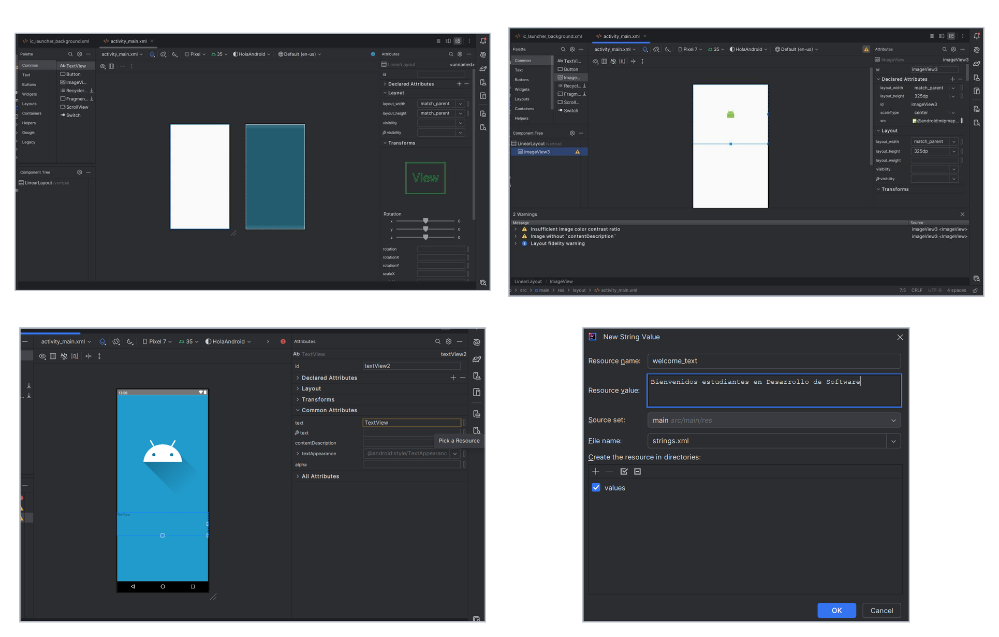 ic_launcher_background.xml activity_main.xml
Palette activity_main.xml Pixel 35 HolaAndroid Default (en-us) Attributes
Common Ab TextView LinearLayout <unnamed>
Text Button id
Buttons ImageVi... Declared Attributes
Widgets Recycler... Layout
Layouts Fragmen... layout_width match_parent
Containers ScrollView layout_height match_parent
Helpers Switch visibility
Google visibility
Legacy Transforms
Component Tree View
LinearLayout (vertical)
Rotation
x 0
y 0
z 0
rotation
rotationX
rotationY
scaleX
ic_launcher_background.xml activity_main.xml
Palette activity_main.xml Pixel 7 35 HolaAndroid Default (en-us) Attributes
Common Ab TextVi... ImageView imageView3
Text Button id imageView3
Buttons Image... Declared Attributes
Widgets Recycl... layout_width match_parent
Layouts Fragm... layout_height 325dp
Containers Scroll... id imageView3
Helpers Switch scaleType center
src @android:mipmap...
Component Tree Layout
LinearLayout (vertical) layout_width match_parent
imageView3 layout_height 325dp
layout_weight
visibility
visibility
Transforms
2 Warnings
Message Source
Insufficient image color contrast ratio imageView3 <ImageView>
Image without `contentDescription` imageView3 <ImageView>
Layout fidelity warning
LinearLayout ImageView
src main res layout activity_main.xml 7:5 CRLF UTF-8 4 spaces
activity_main.xml Pixel 7 35 HolaAndroid Attributes
Ab TextView textView2
id textView2
Declared Attributes
Layout
13:00
Transforms
Common Attributes
text TextView
text
Pick a Resource
contentDescription
textAppearance @android:style/TextAppearanc
alpha
All Attributes
TextView
New String Value
Resource name: welcome_text
Resource value: Bienvenidos estudiantes en Desarrollo de Software
Source set: main src/main/res
File name: strings.xml
Create the resource in directories:
values
OK Cancel